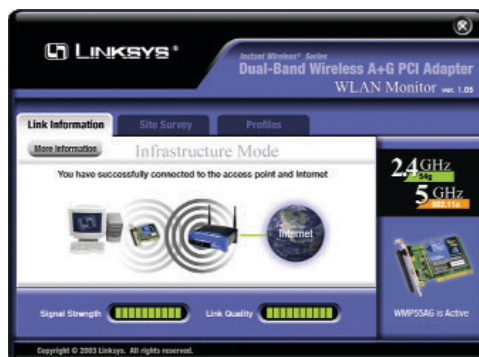 LINKSYS®
Instant Wireless® Series
Dual-Band Wireless A+G PCI Adapter
WLAN Monitor ver. 1.05
Link Information
Site Survey
Profiles
More Information
Infrastructure Mode
You have successfully connected to the access point and Internet
Internet
2.4GHz
54g
5 GHz
802.11a
Signal Strength
Link Quality
WMP55AG is Active
Copyright © 2003 Linksys. All rights reserved.